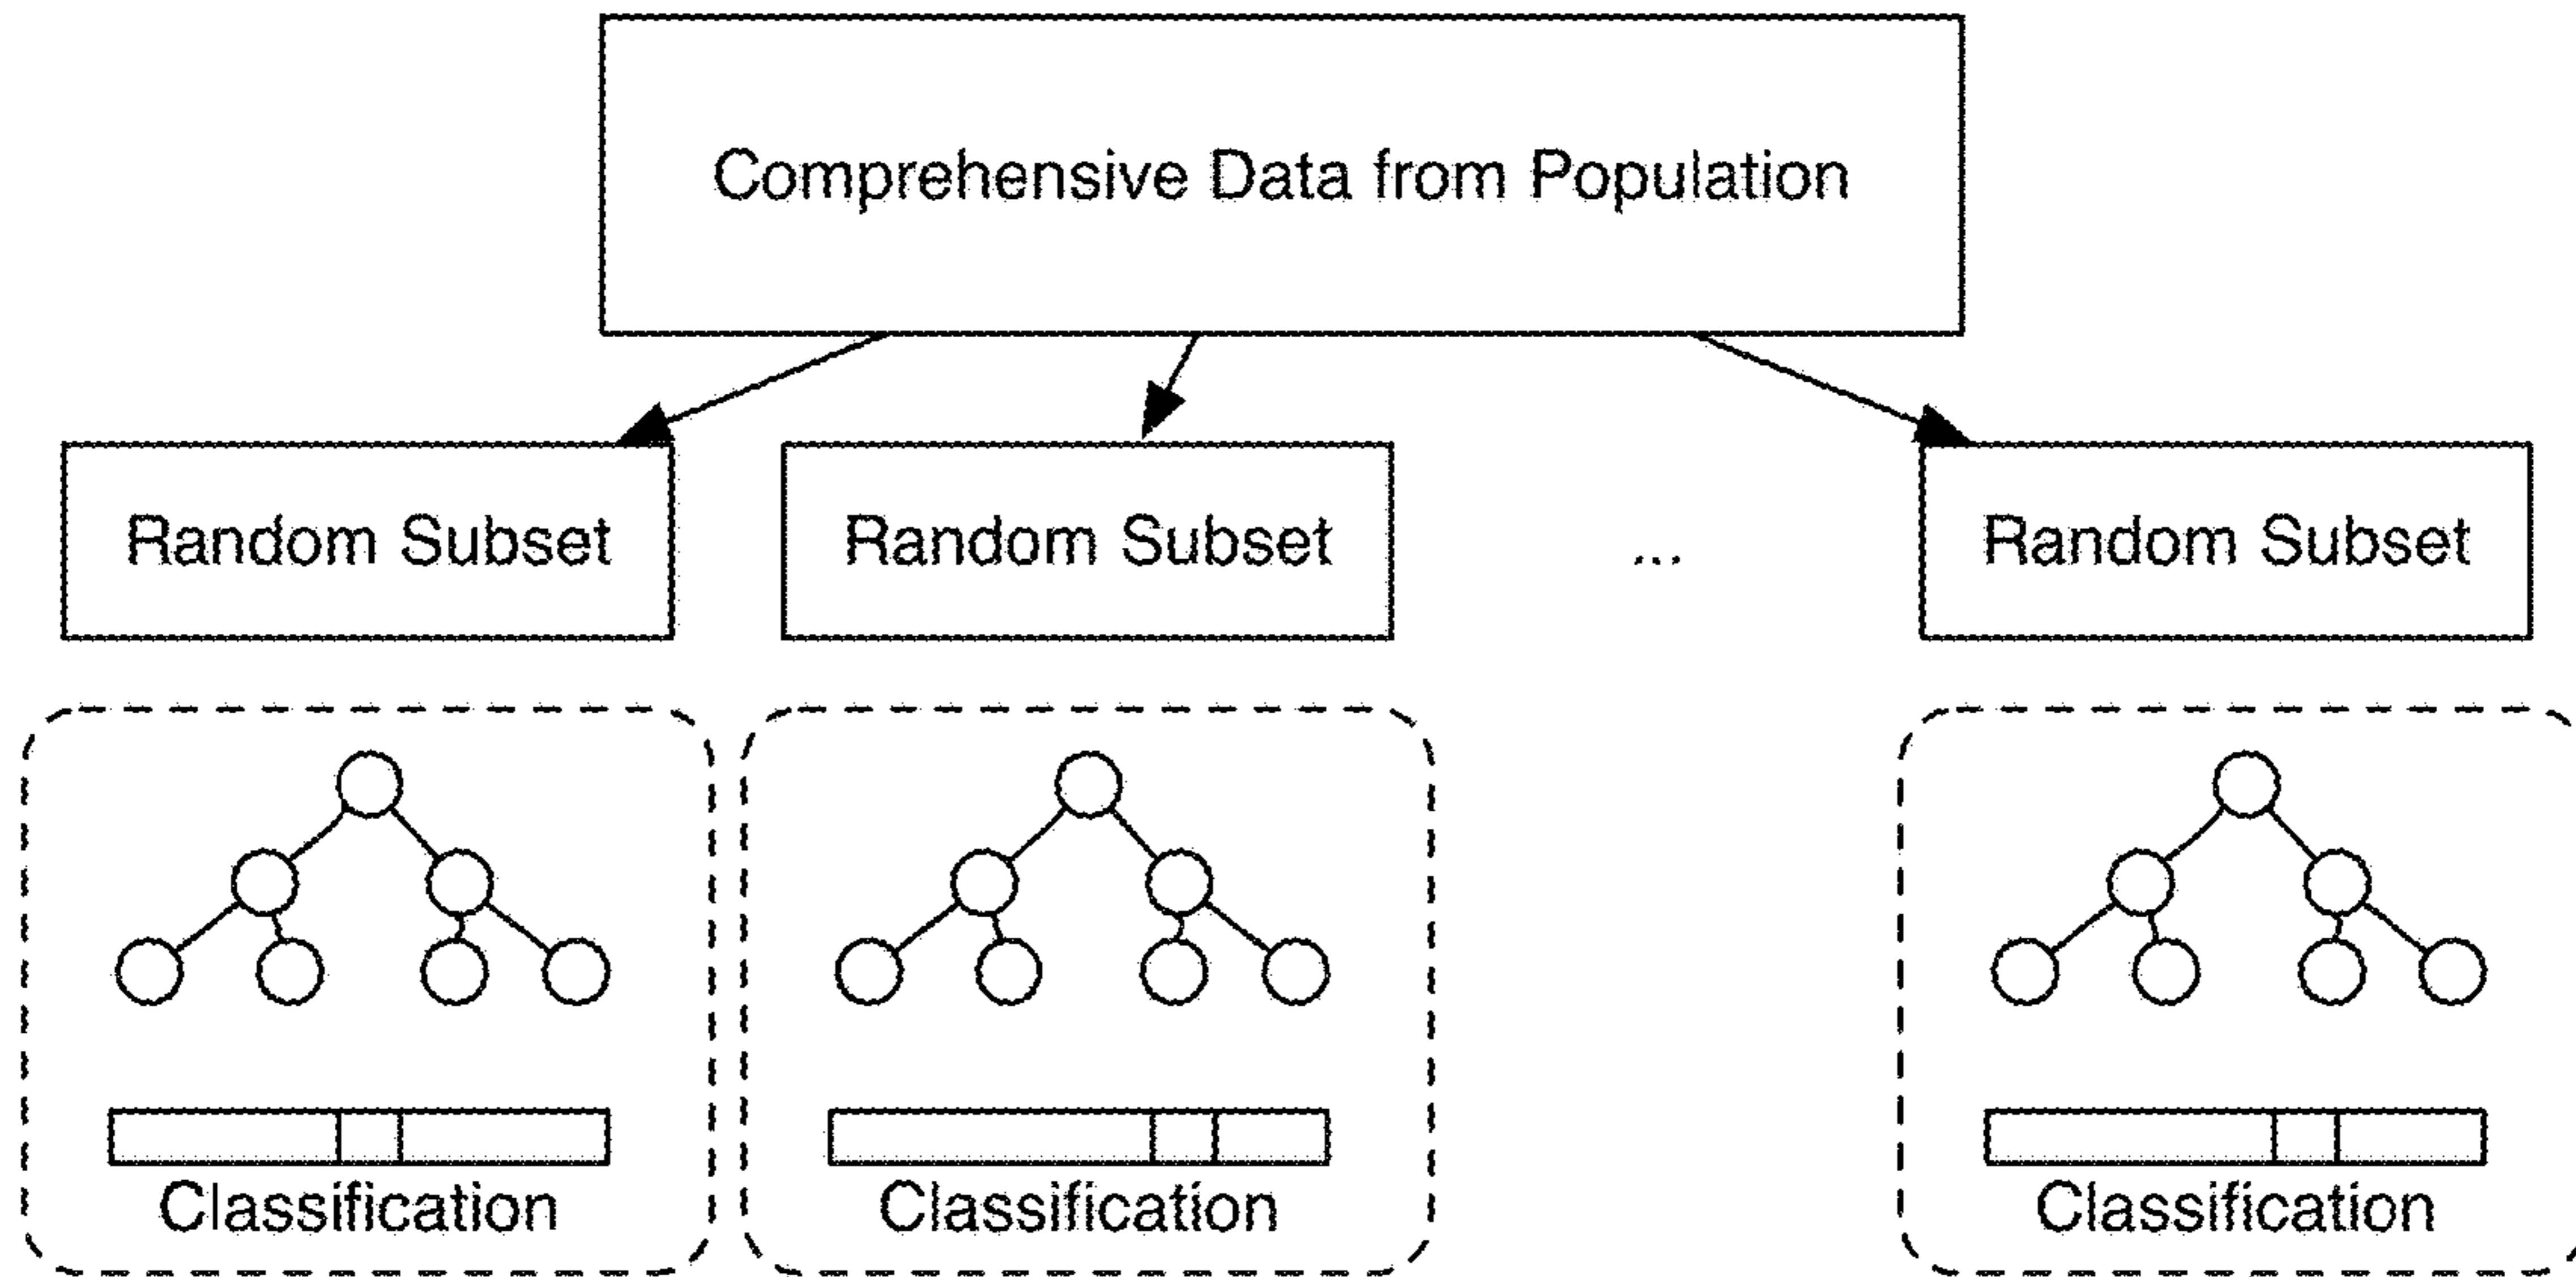 Comprehensive Data from Population
Random Subset
Random Subset
...
Random Subset
Classification
Classification
Classification